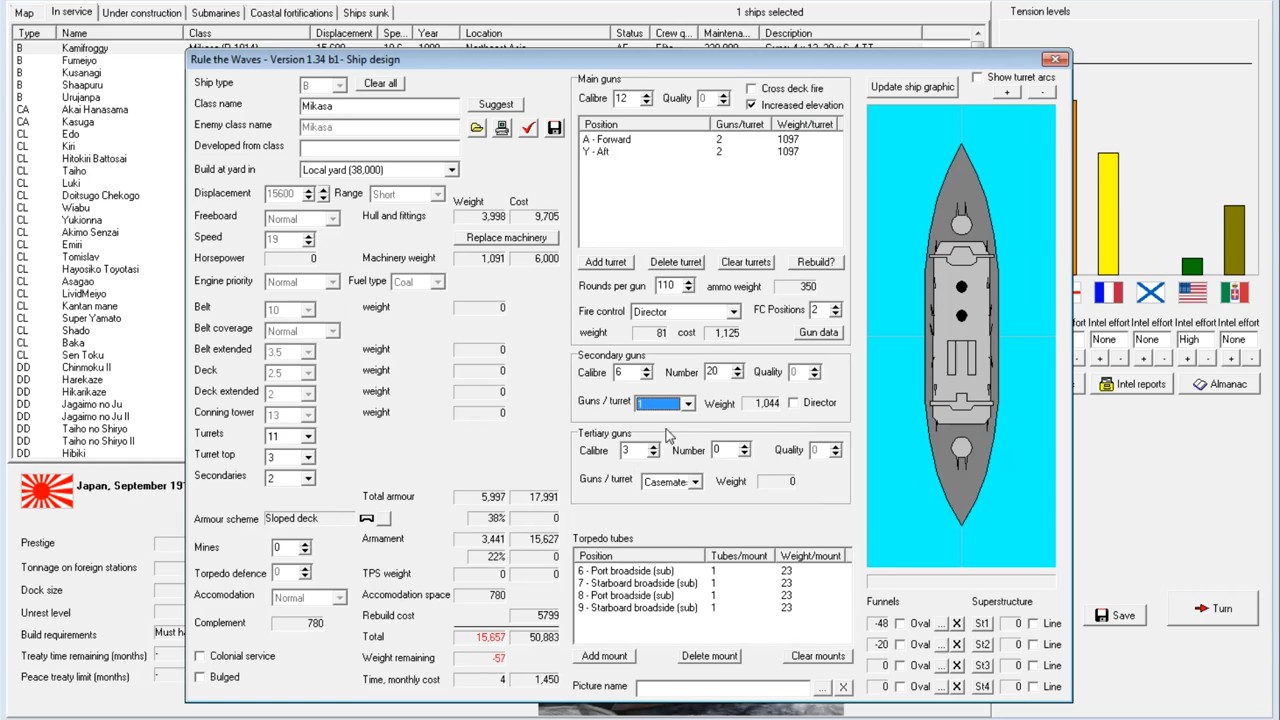 Map
In service
Under construction
Submarines
Coastal fortifications
Ships sunk
1 ships selected
Tension levels
Type
Name
Class
Displacement
Spe...
Year
Location
Status
Crew q...
Maintena...
Description
B Kamifroggy
B Fumeiyo
B Kusanagi
B Shaapuru
B Urujanpa
CA Akai Hanasama
CA Kasuga
CL Edo
CL Kiri
CL Hitokiri Battosai
CL Taiho
CL Luki
CL Doitsugo Chekogo
CL Wiabu
CL Yukionna
CL Akimo Senzai
CL Emiri
CL Tomislav
CL Hayosiko Toyotasi
CL Asagao
CL LividMeiyo
CL Kantan mane
CL Super Yamato
CL Shado
CL Baka
CL Sen Toku
DD Chinmoku II
DD Harekaze
DD Hikarikaze
DD Jagaimo no Ju
DD Jagaimo no Ju II
DD Taiho no Shiryo
DD Taiho no Shiryo II
DD Hibiki
Japan, September 19
Prestige
Tonnage on foreign stations
Dock size
Unrest level
Build requirements Must h
Treaty time remaining (months) -
Peace treaty limit (months) -
Rule the Waves - Version 1.34 b1- Ship design
Ship type B Clear all
Class name Mikasa Suggest
Enemy class name Mikasa
Developed from class
Build at yard in Local yard (38,000)
Displacement 15600 Range Short
Weight Cost
Freeboard Normal Hull and fittings 3,998 9,705
Speed 19 Replace machinery
Horsepower 0 Machinery weight 1,091 6,000
Engine priority Normal Fuel type Coal
Belt 10 weight 0
Belt coverage Normal
Belt extended 3.5 weight 0
Deck 2.5 weight 0
Deck extended 2 weight 0
Conning tower 13 weight 0
Turrets 11
Turret top 3
Secondaries 2
Total armour 5,997 17,991
Armour scheme Sloped deck 38% 0
Mines 0 Armament 3,441 15,627
22% 0
Torpedo defence 0 TPS weight 0 0
Accomodation Normal Accomodation space 780
Complement 780 Rebuild cost 5799
Total 15,657 50,883
Colonial service Weight remaining -57
Bulged Time, monthly cost 4 1,450
Main guns
Calibre 12 Quality 0 Cross deck fire
Increased elevation
Position Guns/turret Weight/turret
A - Forward 2 1097
Y - Aft 2 1097
Add turret Delete turret Clear turrets Rebuild?
Rounds per gun 110 ammo weight 350
Fire control Director FC Positions 2
weight 81 cost 1,125 Gun data
Secondary guns
Calibre 6 Number 20 Quality 0
Guns / turret 1 Weight 1,044 Director
Tertiary guns
Calibre 3 Number 0 Quality 0
Guns / turret Casemate: Weight 0
Torpedo tubes
Position Tubes/mount Weight/mount
6 - Port broadside (sub) 1 23
7 - Starboard broadside (sub) 1 23
8 - Port broadside (sub) 1 23
9 - Starboard broadside (sub) 1 23
Add mount Delete mount Clear mounts
Picture name ... X
Update ship graphic Show turret arcs
+ -
Funnels Superstructure
-48 Oval ... X St1 0 Line
-20 Oval ... X St2 0 Line
0 Oval ... X St3 0 Line
0 Oval ... X St4 0 Line
ort Intel effort Intel effort Intel effort Intel effort
None None High None
+ - + - + - + -
Intel reports Almanac
Save Turn